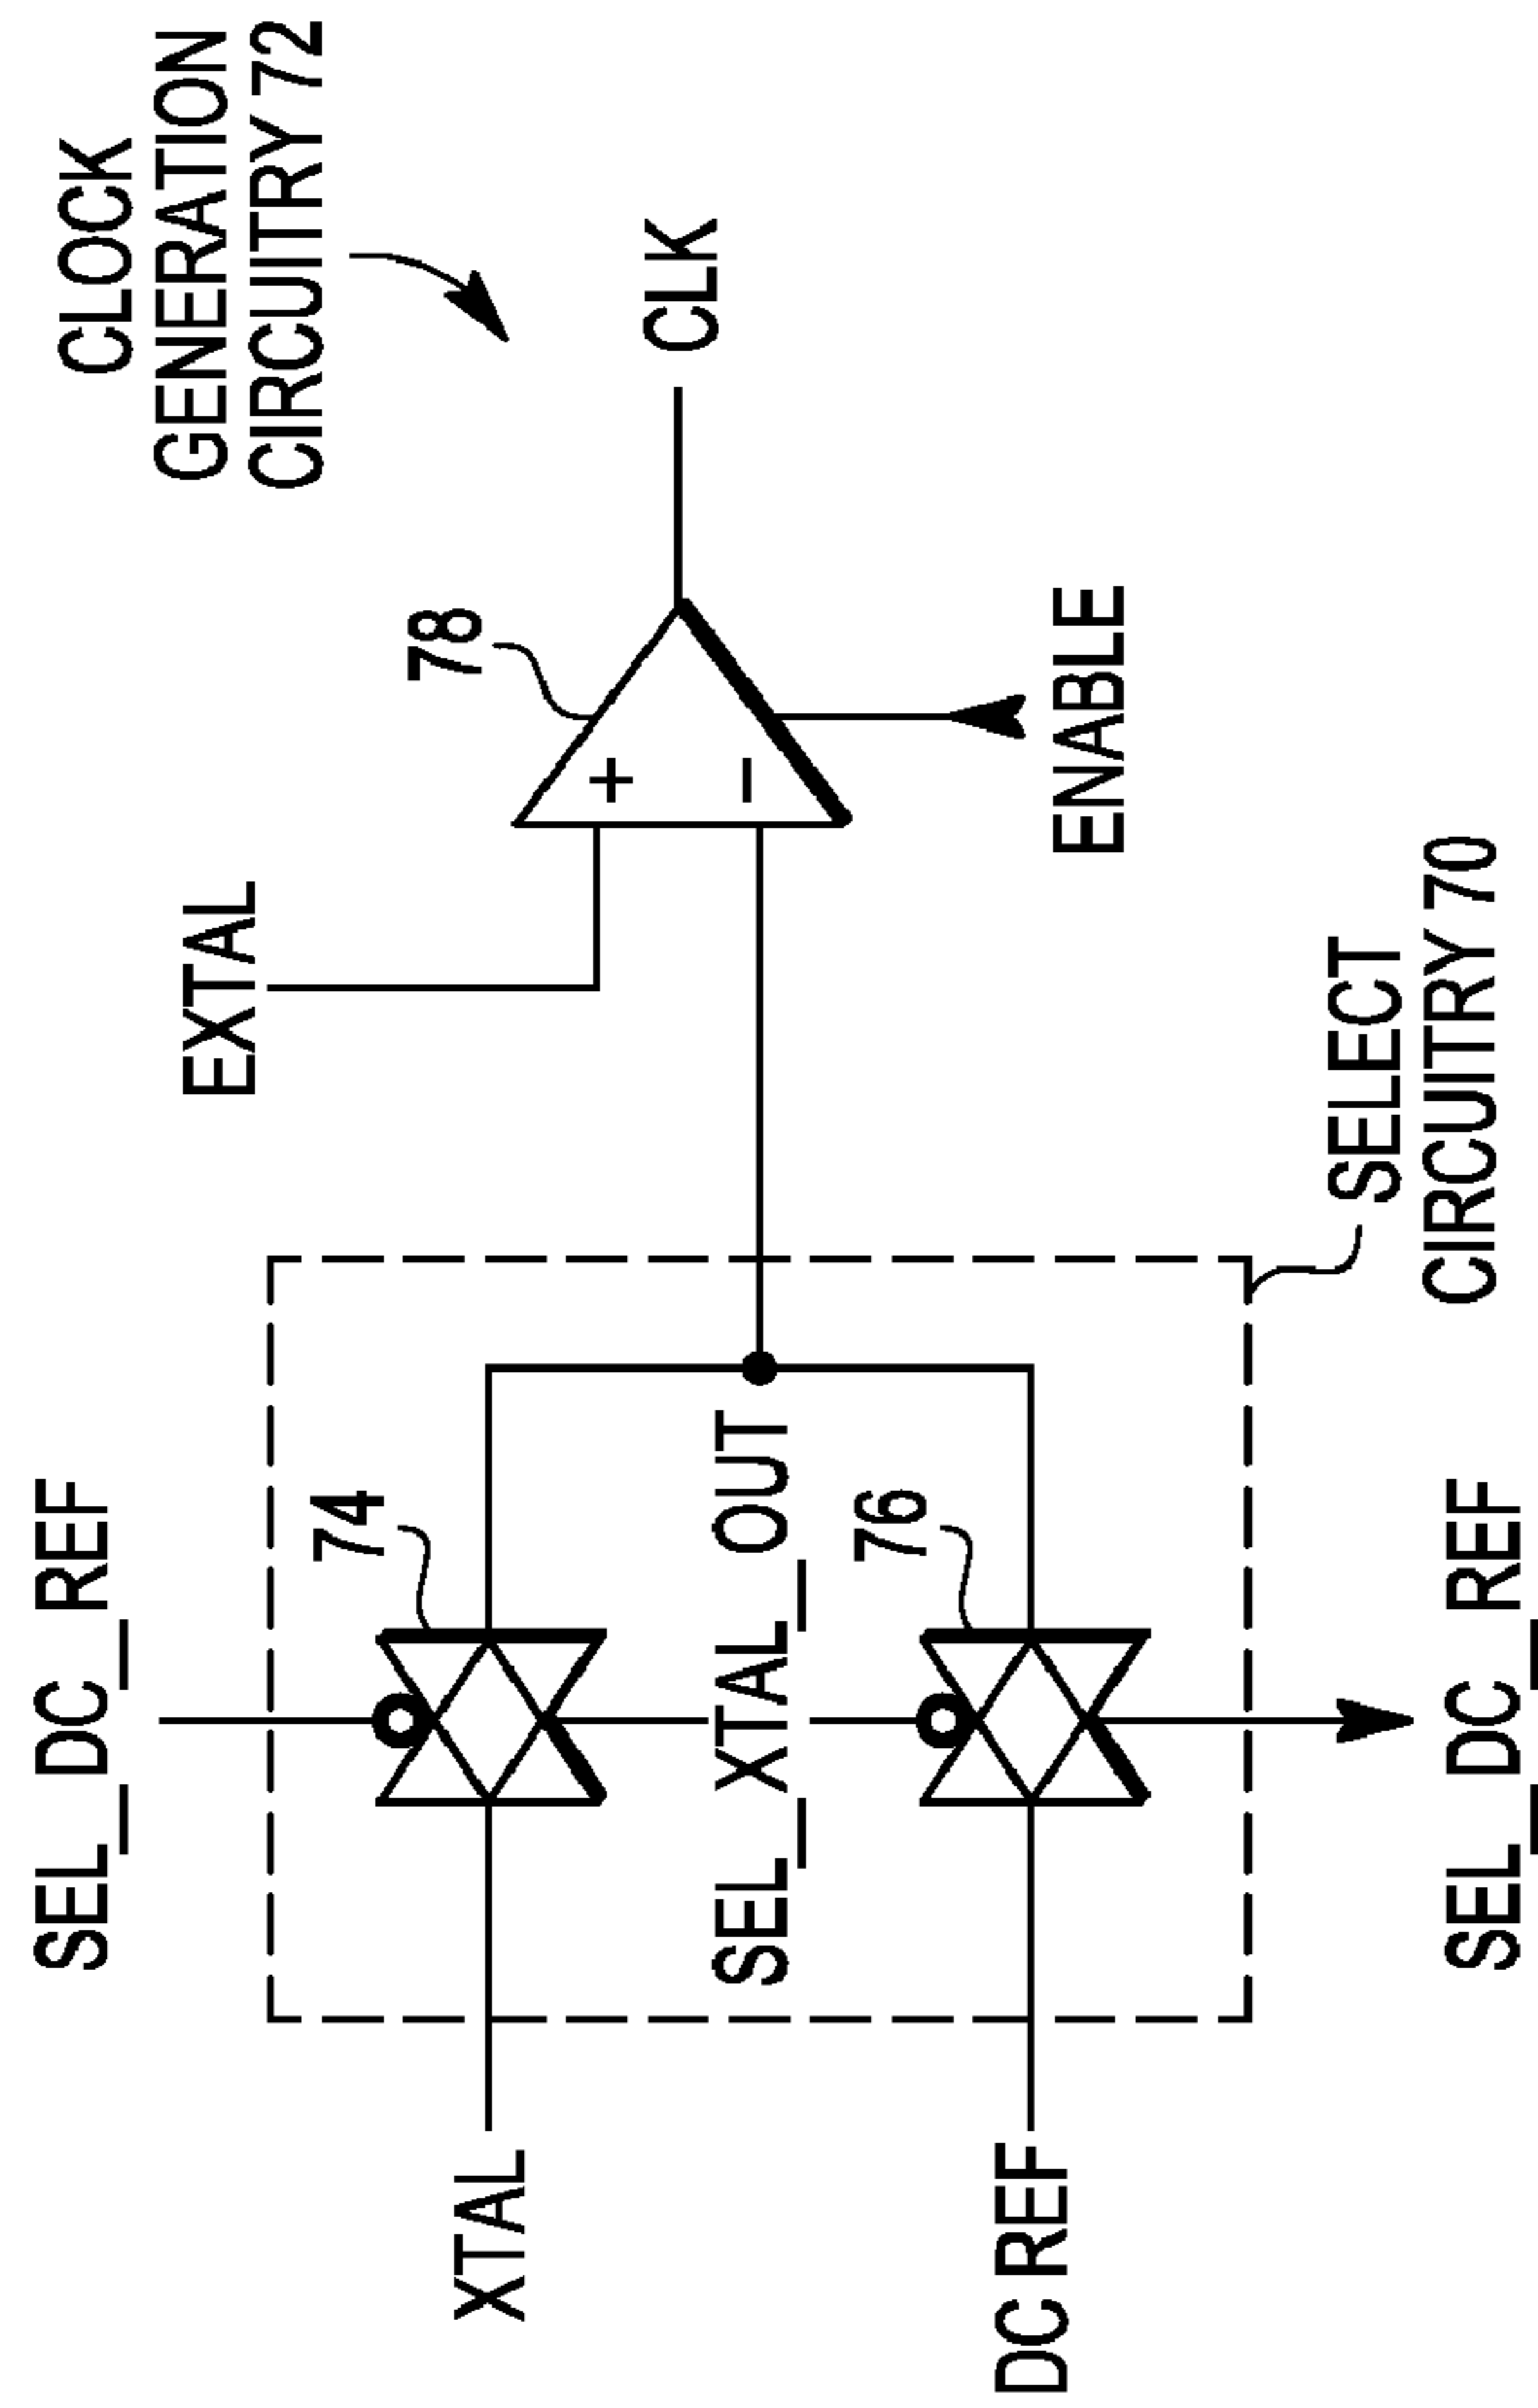 CLOCK
GENERATION
CIRCUITRY 72
SEL_DC_REF
EXTAL
74
78
XTAL
+
CLK
SEL_XTAL_OUT
−
76
DC REF
ENABLE
SELECT
CIRCUITRY 70
SEL_DC_REF